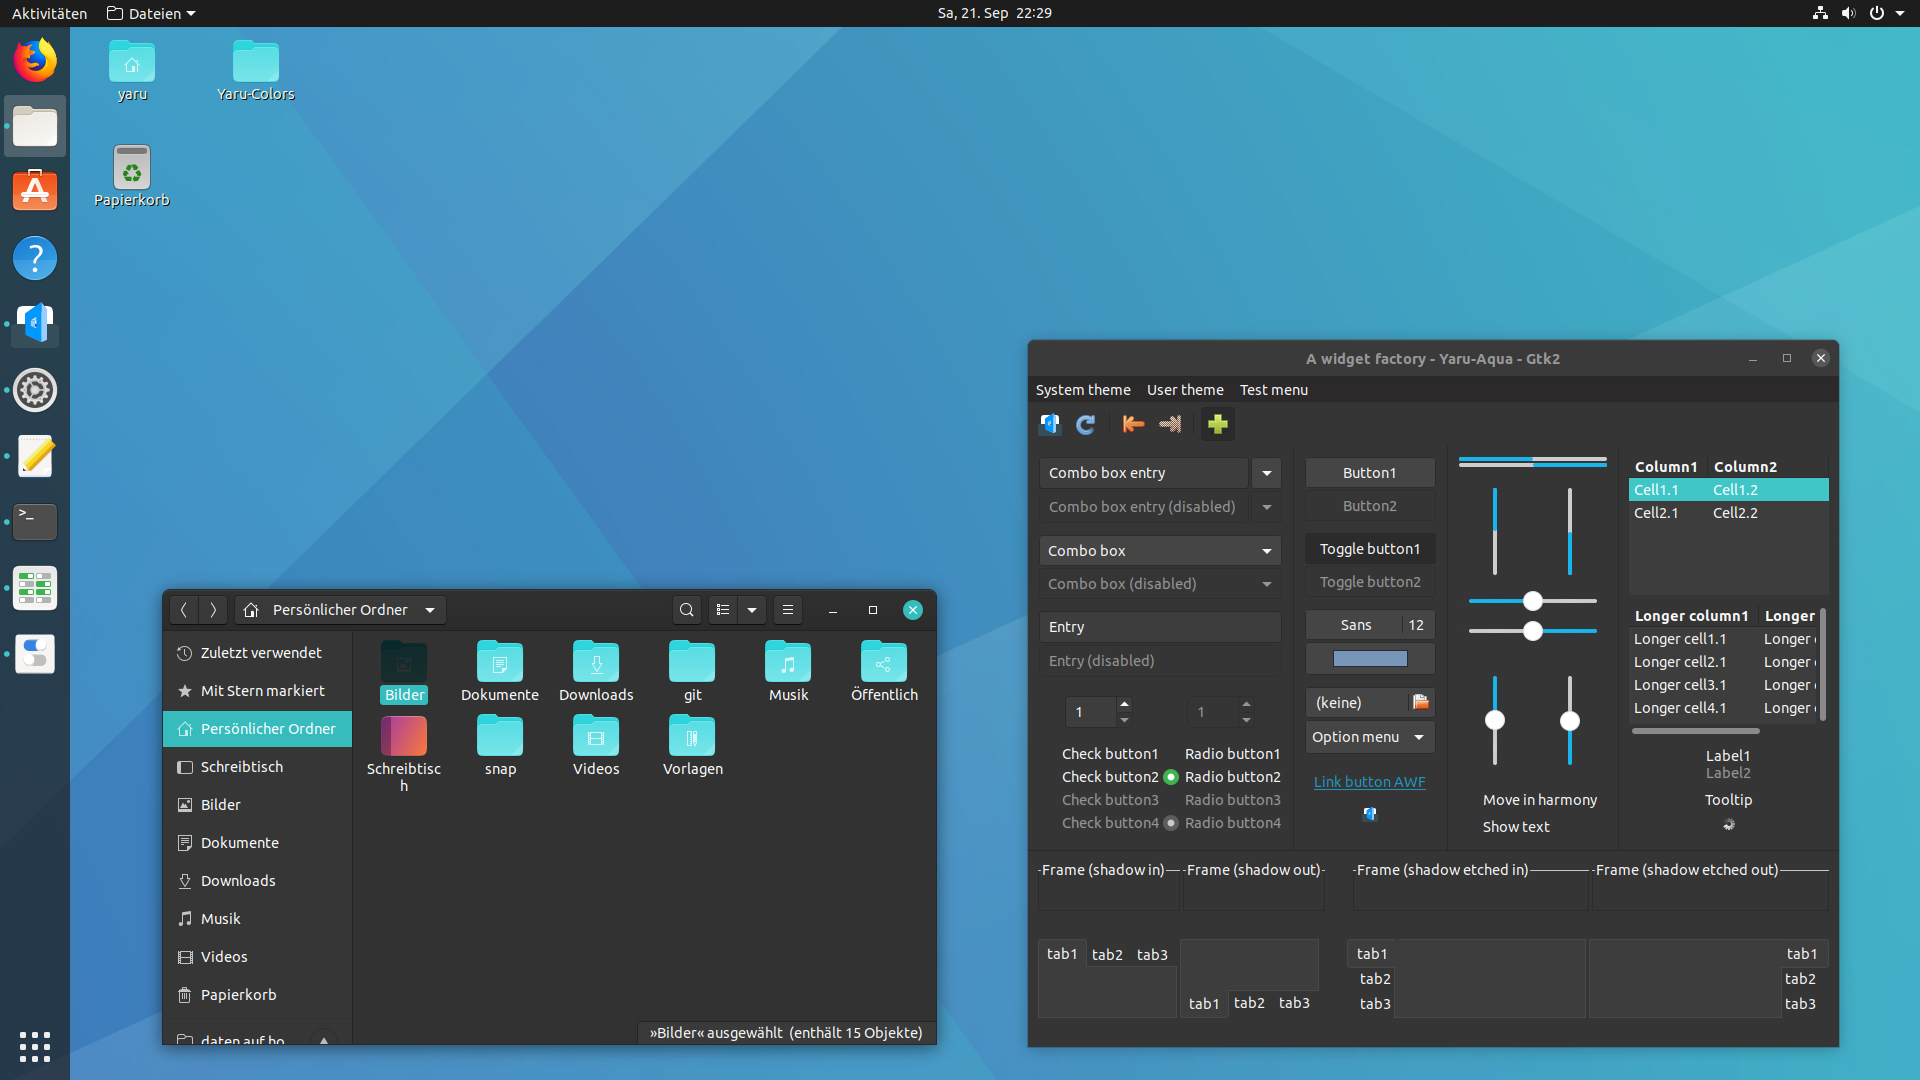 Aktivitäten
Dateien
Sa, 21. Sep 22:29
yaru
Yaru-Colors
Papierkorb
Persönlicher Ordner
Zuletzt verwendet
Mit Stern markiert
Persönlicher Ordner
Schreibtisch
Bilder
Dokumente
Downloads
Musik
Videos
Papierkorb
daten auf ho
Bilder
Dokumente
Downloads
git
Musik
Öffentlich
Schreibtisc
h
snap
Videos
Vorlagen
»Bilder« ausgewählt (enthält 15 Objekte)
A widget factory - Yaru-Aqua - Gtk2
System theme User theme Test menu
Combo box entry
Combo box entry (disabled)
Combo box
Combo box (disabled)
Entry
Entry (disabled)
1
1
Check button1
Radio button1
Check button2
Radio button2
Check button3
Radio button3
Check button4
Radio button4
Button1
Button2
Toggle button1
Toggle button2
Sans 12
(keine)
Option menu
Link button AWF
Move in harmony
Show text
Column1 Column2
Cell1.1 Cell1.2
Cell2.1 Cell2.2
Longer column1 Longer
Longer cell1.1 Longer
Longer cell2.1 Longer
Longer cell3.1 Longer
Longer cell4.1 Longer
Label1
Label2
Tooltip
Frame (shadow in)
Frame (shadow out)
Frame (shadow etched in)
Frame (shadow etched out)
tab1 tab2 tab3
tab1 tab2 tab3
tab1
tab2
tab3
tab1
tab2
tab3